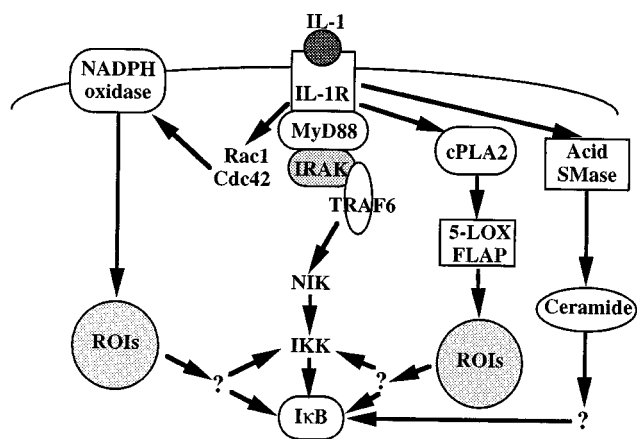 IL-1
NADPH
oxidase
IL-1R
MyD88
Rac1
Cdc42
IRAK
cPLA2
Acid
SMase
TRAF6
5-LOX
FLAP
NIK
Ceramide
ROIs
IKK
ROIs
?
?
IκB
?